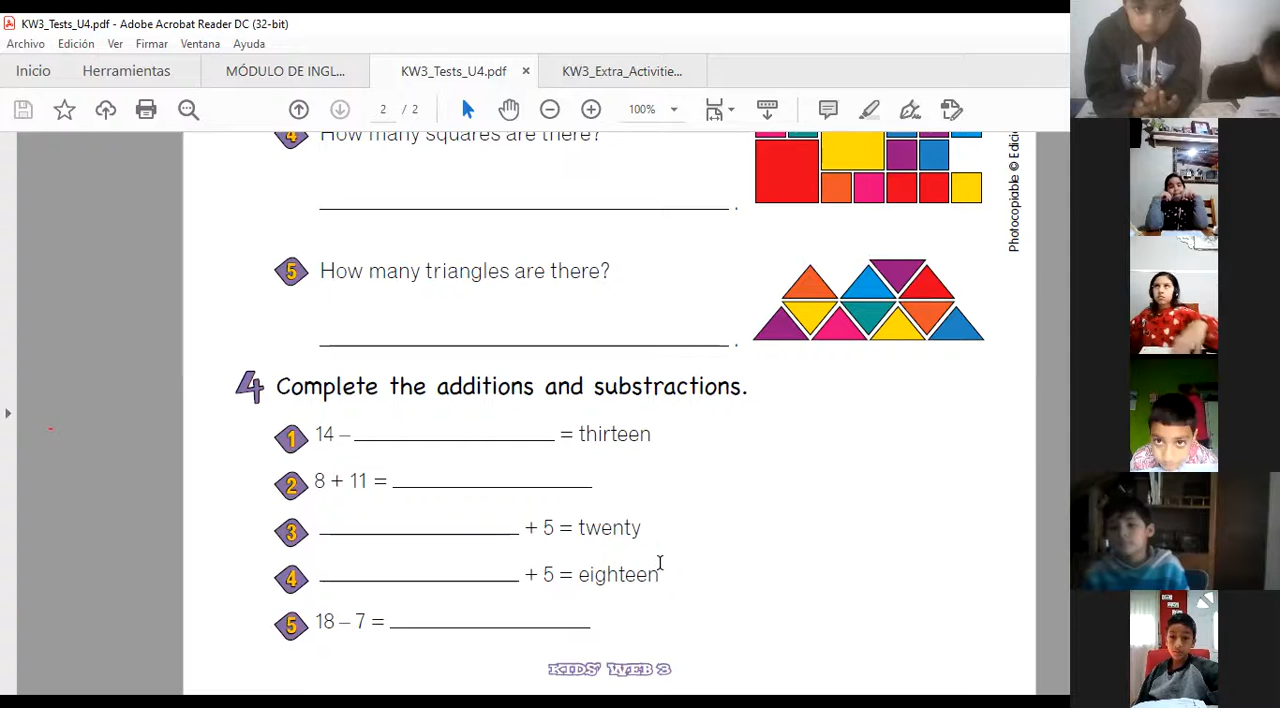 KW3_Tests_U4.pdf - Adobe Acrobat Reader DC (32-bit)
Archivo Edición Ver Firmar Ventana Ayuda
Inicio Herramientas MÓDULO DE INGL... KW3_Tests_U4.pdf × KW3_Extra_Activitie...
2 / 2 100%
4 How many squares are there?
.
Photocopiable © Edicio
5 How many triangles are there?
.
4 Complete the additions and substractions.
1 14 – = thirteen
2 8 + 11 =
3 + 5 = twenty
4 + 5 = eighteen
5 18 – 7 =
KIDS' WEB 3